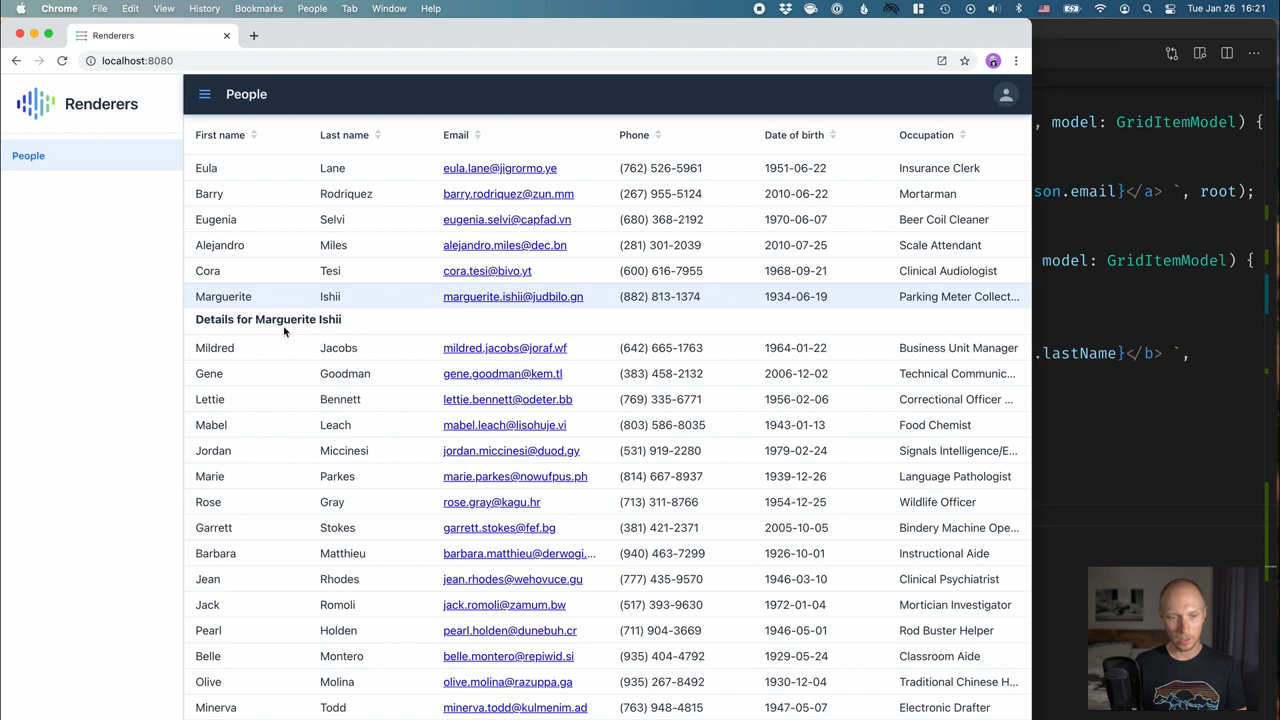 Chrome File Edit View History Bookmarks People Tab Window Help Tue Jan 26 16:21
Renderers
localhost:8080
Renderers People
People
First name Last name Email Phone Date of birth Occupation
Eula Lane eula.lane@jigrormo.ye (762) 526-5961 1951-06-22 Insurance Clerk
Barry Rodriquez barry.rodriquez@zun.mm (267) 955-5124 2010-06-22 Mortarman
Eugenia Selvi eugenia.selvi@capfad.vn (680) 368-2192 1970-06-07 Beer Coil Cleaner
Alejandro Miles alejandro.miles@dec.bn (281) 301-2039 2010-07-25 Scale Attendant
Cora Tesi cora.tesi@bivo.yt (600) 616-7955 1968-09-21 Clinical Audiologist
Marguerite Ishii marguerite.ishii@judbilo.gn (882) 813-1374 1934-06-19 Parking Meter Collect...
Details for Marguerite Ishii
Mildred Jacobs mildred.jacobs@joraf.wf (642) 665-1763 1964-01-22 Business Unit Manager
Gene Goodman gene.goodman@kem.tl (383) 458-2132 2006-12-02 Technical Communic...
Lettie Bennett lettie.bennett@odeter.bb (769) 335-6771 1956-02-06 Correctional Officer ...
Mabel Leach mabel.leach@lisohuje.vi (803) 586-8035 1943-01-13 Food Chemist
Jordan Miccinesi jordan.miccinesi@duod.gy (531) 919-2280 1979-02-24 Signals Intelligence/E...
Marie Parkes marie.parkes@nowufpus.ph (814) 667-8937 1939-12-26 Language Pathologist
Rose Gray rose.gray@kagu.hr (713) 311-8766 1954-12-25 Wildlife Officer
Garrett Stokes garrett.stokes@fef.bg (381) 421-2371 2005-10-05 Bindery Machine Ope...
Barbara Matthieu barbara.matthieu@derwogi.... (940) 463-7299 1926-10-01 Instructional Aide
Jean Rhodes jean.rhodes@wehovuce.gu (777) 435-9570 1946-03-10 Clinical Psychiatrist
Jack Romoli jack.romoli@zamum.bw (517) 393-9630 1972-01-04 Mortician Investigator
Pearl Holden pearl.holden@dunebuh.cr (711) 904-3669 1946-05-01 Rod Buster Helper
Belle Montero belle.montero@repiwid.si (935) 404-4792 1929-05-24 Classroom Aide
Olive Molina olive.molina@razuppa.ga (935) 267-8492 1930-12-04 Traditional Chinese H...
Minerva Todd minerva.todd@kulmenim.ad (763) 948-4815 1945-05-07 Electronic Drafter
, model: GridItemModel) {
son.email}</a> `, root);
model: GridItemModel) {
.lastName}</b> `,